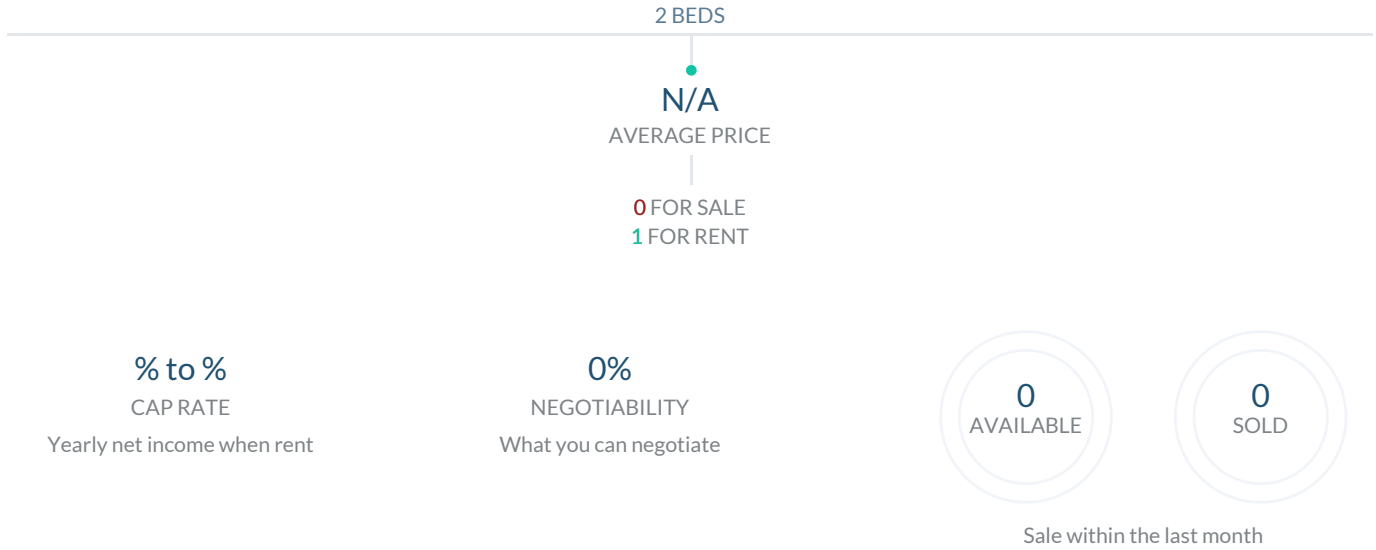 2 BEDS
N/A
AVERAGE PRICE
0 FOR SALE
1 FOR RENT
% to %
CAP RATE
Yearly net income when rent
0%
NEGOTIABILITY
What you can negotiate
0
AVAILABLE
0
SOLD
Sale within the last month